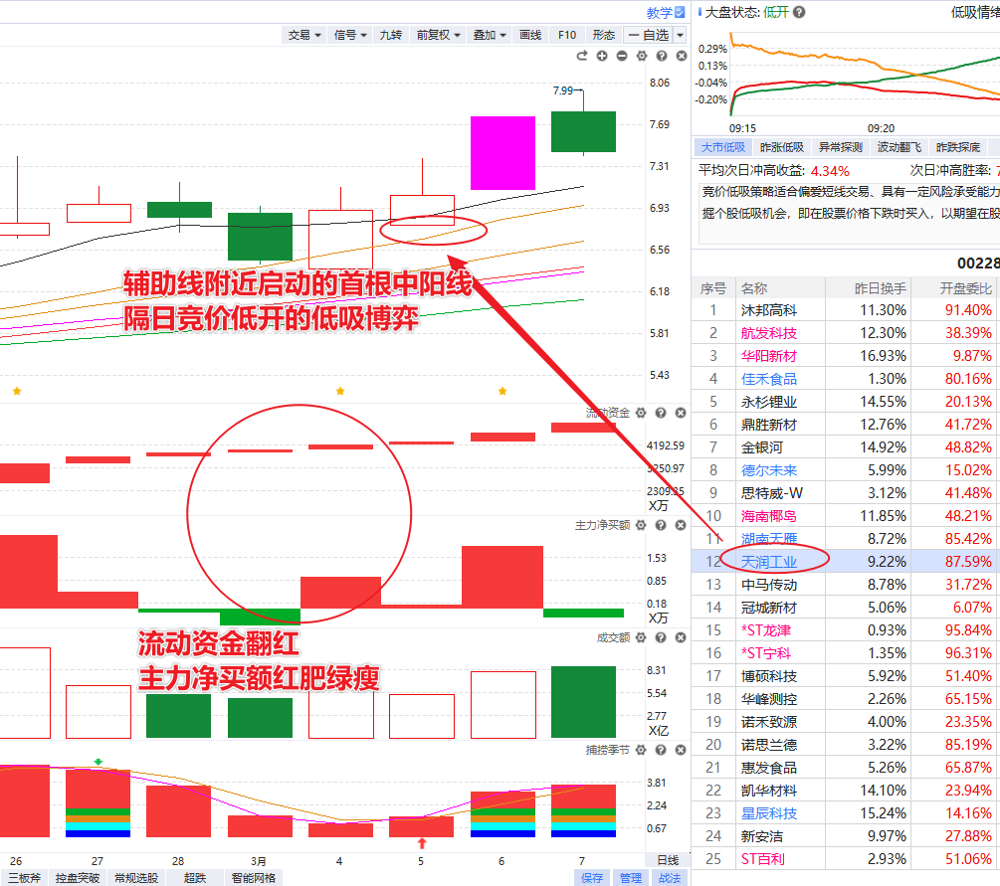 教学
交易 信号 九转 前复权 叠加 画线 F10 形态 一自选
8.06
7.99
7.69
7.31
6.93
6.56
6.18
5.81
5.43
辅助线附近启动的首根中阳线
隔日竞价低开的低吸博弈
流动资金
4192.59
3250.97
2309.35
X万
主力净买额
1.53
0.85
0.18
X万
流动资金翻红
主力净买额红肥绿瘦
成交额
8.31
5.54
2.77
X亿
捕捞季节
3.81
2.24
0.67
26 27 28 3月 4 5 6 7 日线
三板斧 控盘突破 常规选股 超跌 智能网格 保存 管理 战法
大盘状态: 低开 低吸情绪
0.29%
0.13%
-0.04%
-0.20%
09:15 09:20
大市低吸 昨涨低吸 异常探测 波动翻飞 昨跌探底
平均次日冲高收益: 4.34% 次日冲高胜率: 7
竞价低吸策略适合偏爱短线交易、具有一定风险承受能力
掘个股低吸机会，即在股票价格下跌时买入，以期望在股
00228
序号 名称 昨日换手 开盘委比
1 沐邦高科 11.30% 91.40%
2 航发科技 12.30% 38.39%
3 华阳新材 16.93% 9.87%
4 佳禾食品 1.30% 80.16%
5 永杉锂业 14.55% 20.13%
6 鼎胜新材 12.76% 41.72%
7 金银河 14.92% 48.82%
8 德尔未来 5.99% 15.02%
9 思特威-W 3.12% 41.48%
10 海南椰岛 11.85% 48.21%
11 湖南天雁 8.72% 85.42%
12 天润工业 9.22% 87.59%
13 中马传动 8.78% 31.72%
14 冠城新材 5.06% 6.07%
15 *ST龙津 0.93% 95.84%
16 *ST宁科 1.35% 96.31%
17 博硕科技 5.92% 51.40%
18 华峰测控 2.26% 65.15%
19 诺禾致源 4.00% 23.35%
20 诺思兰德 3.22% 85.19%
21 惠发食品 5.26% 65.87%
22 凯华材料 14.10% 23.94%
23 星辰科技 15.24% 14.16%
24 新安洁 9.97% 27.88%
25 ST百利 2.93% 51.06%